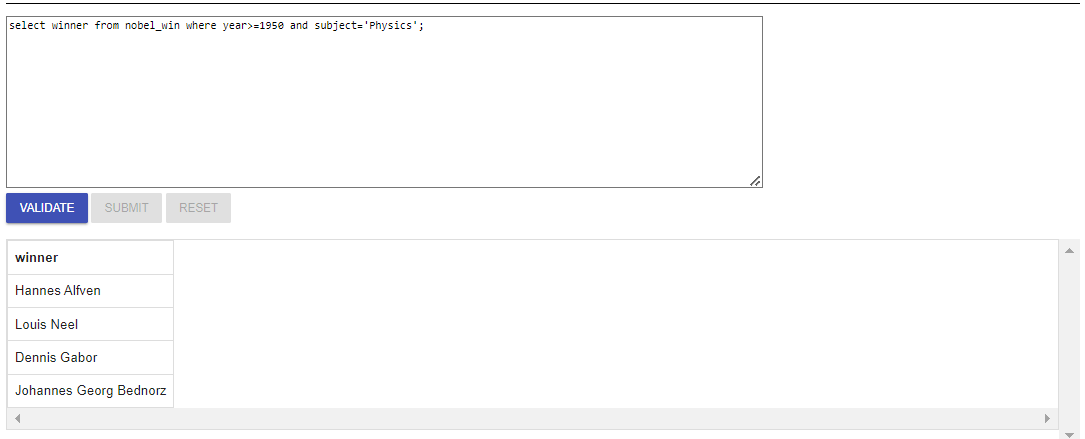 select winner from nobel_win where year>=1950 and subject='Physics';
VALIDATE SUBMIT RESET
winner
Hannes Alfven
Louis Neel
Dennis Gabor
Johannes Georg Bednorz